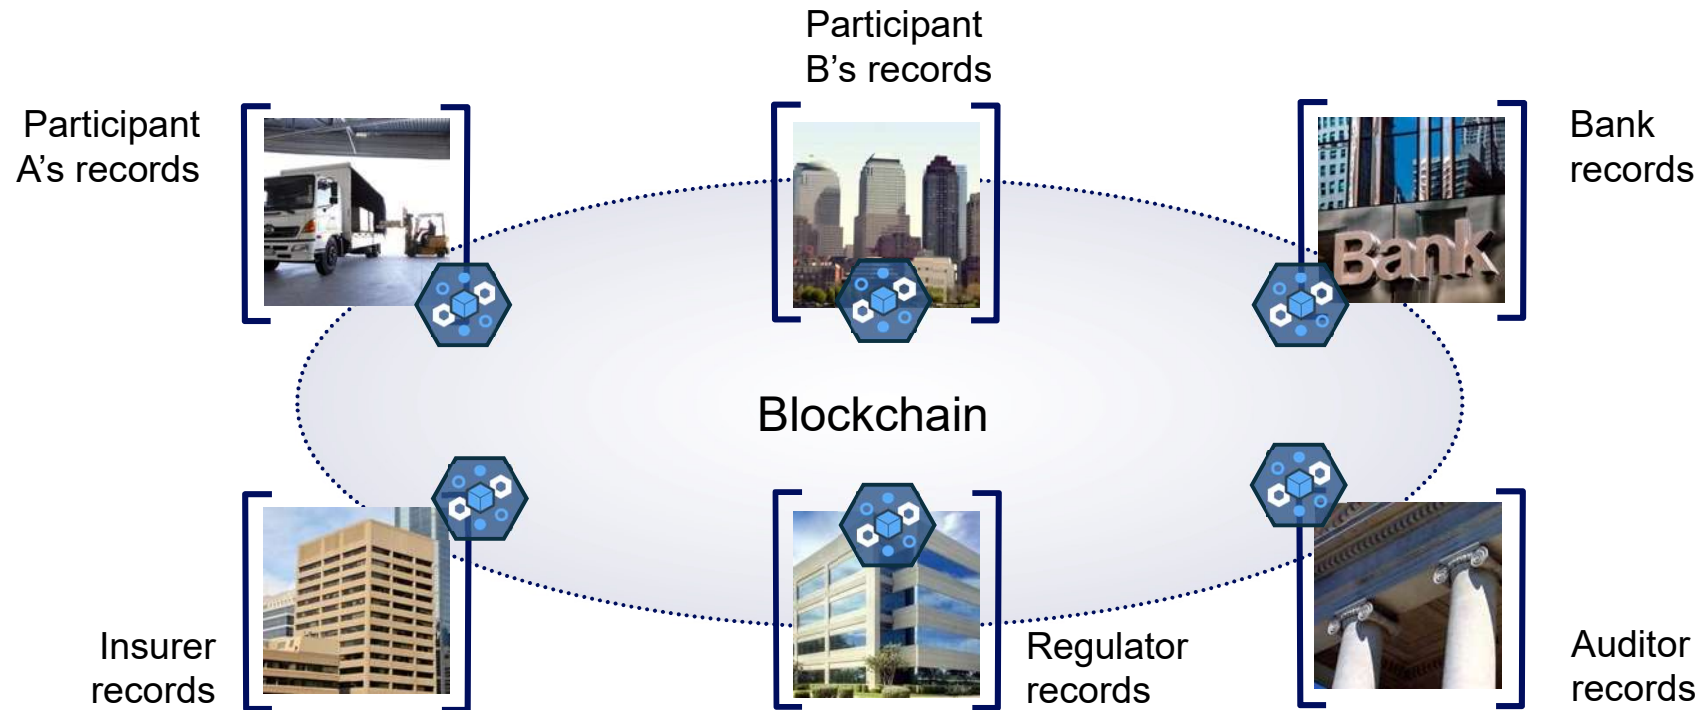 Participant
B's records
Participant
A's records
Bank
records
Bank
Blockchain
Insurer
records
Regulator
records
Auditor
records